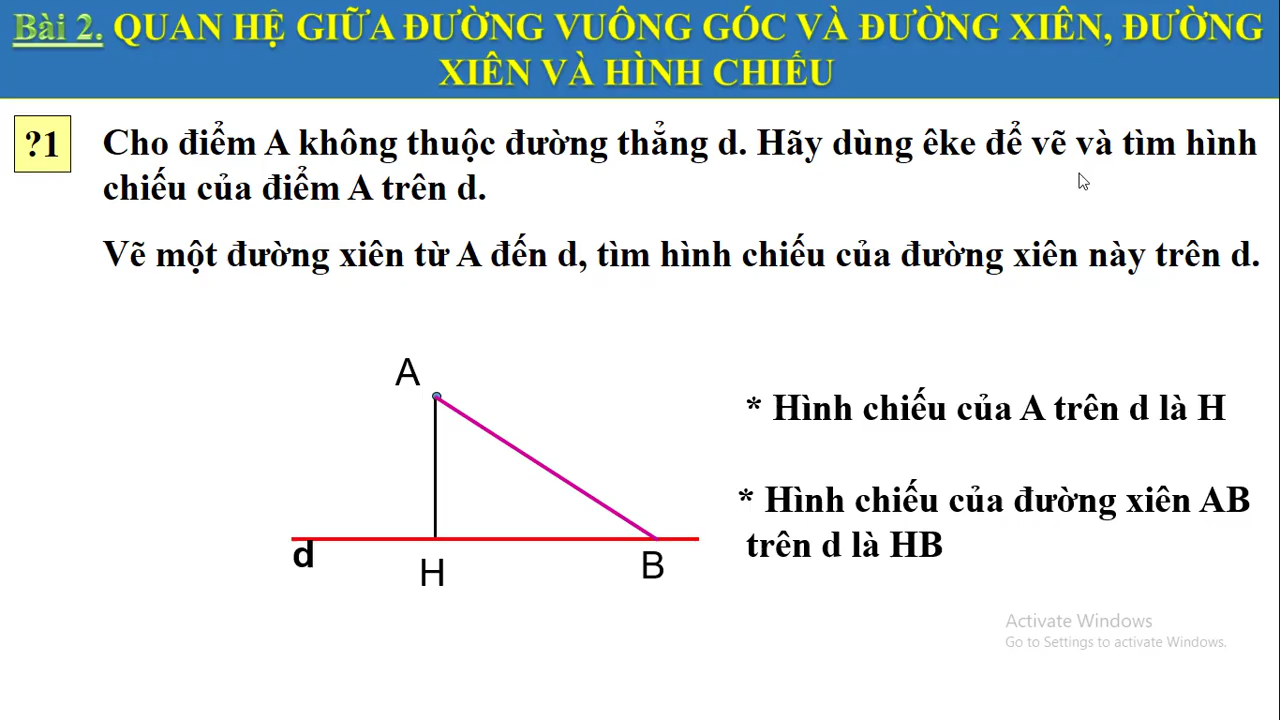 Bài 2. QUAN HỆ GIỮA ĐƯỜNG VUÔNG GÓC VÀ ĐƯỜNG XIÊN, ĐƯỜNG
XIÊN VÀ HÌNH CHIẾU
?1
Cho điểm A không thuộc đường thẳng d. Hãy dùng êke để vẽ và tìm hình
chiếu của điểm A trên d.
Vẽ một đường xiên từ A đến d, tìm hình chiếu của đường xiên này trên d.
A
* Hình chiếu của A trên d là H
* Hình chiếu của đường xiên AB
trên d là HB
d
H
B
Activate Windows
Go to Settings to activate Windows.